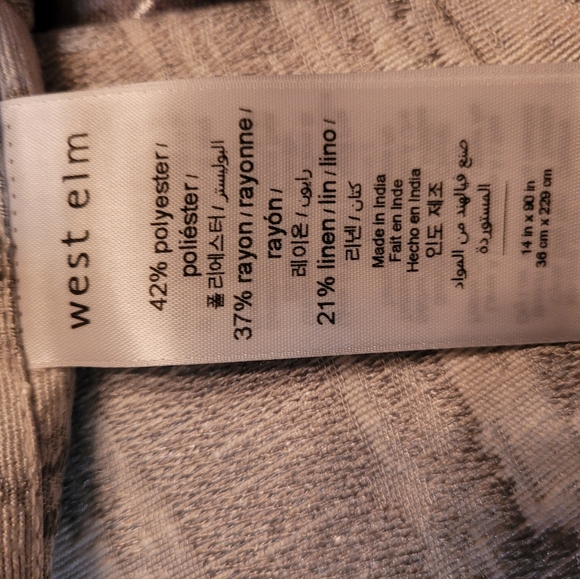 west elm
42% polyester /
poliéster /
폴리에스터 / البوليستر
37% rayon / rayonne /
rayón /
레이온 / رايون
21% linen / lin / lino /
리넨 / كتان
Made in India
Fait en Inde
Hecho en India
인도 제조
صنع فيالهند من المواد
المستوردة
14 in x 90 in
36 cm x 229 cm